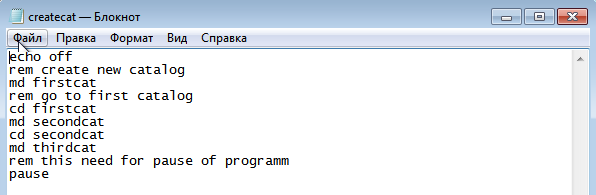 createcat — Блокнот
Файл Правка Формат Вид Справка
echo off
rem create new catalog
md firstcat
rem go to first catalog
cd firstcat
md secondcat
cd secondcat
md thirdcat
rem this need for pause of programm
pause